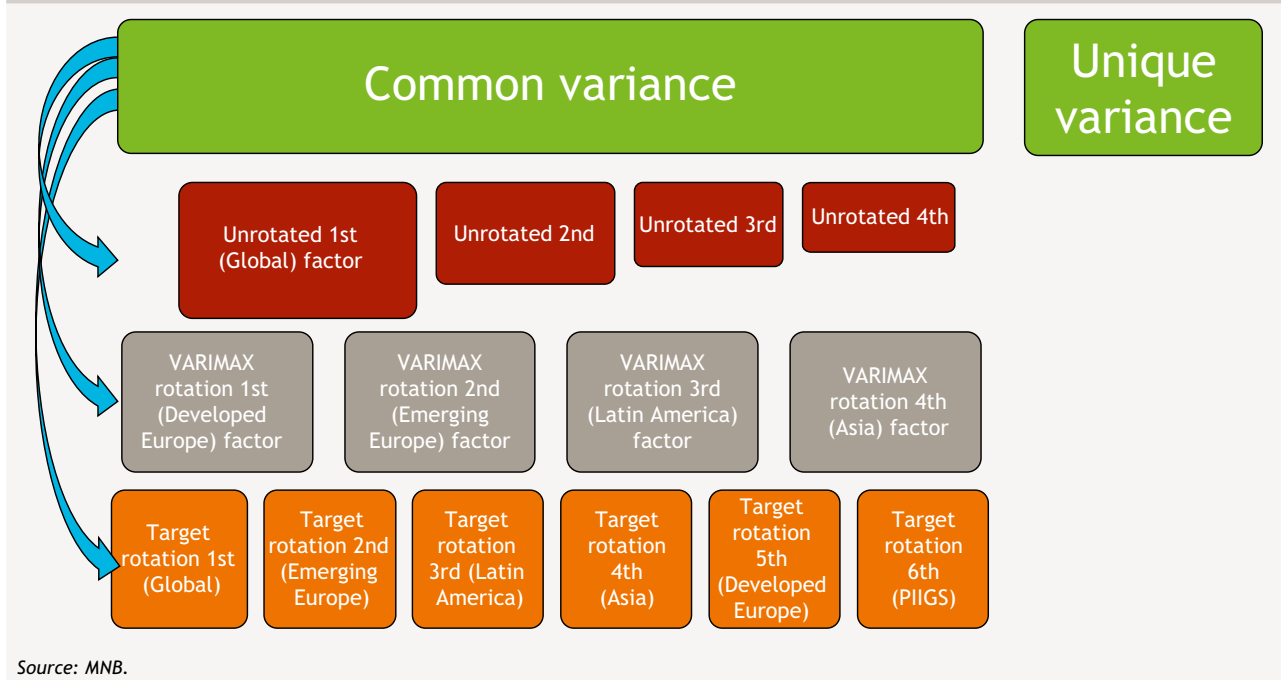 Common variance
Unique
variance
Unrotated 1st
(Global) factor
Unrotated 2nd
Unrotated 3rd
Unrotated 4th
VARIMAX
rotation 1st
(Developed
Europe) factor
VARIMAX
rotation 2nd
(Emerging
Europe) factor
VARIMAX
rotation 3rd
(Latin America)
factor
VARIMAX
rotation 4th
(Asia) factor
Target
rotation 1st
(Global)
Target
rotation 2nd
(Emerging
Europe)
Target
rotation
3rd (Latin
America)
Target
rotation
4th
(Asia)
Target
rotation
5th
(Developed
Europe)
Target
rotation
6th
(PIIGS)
Source: MNB.